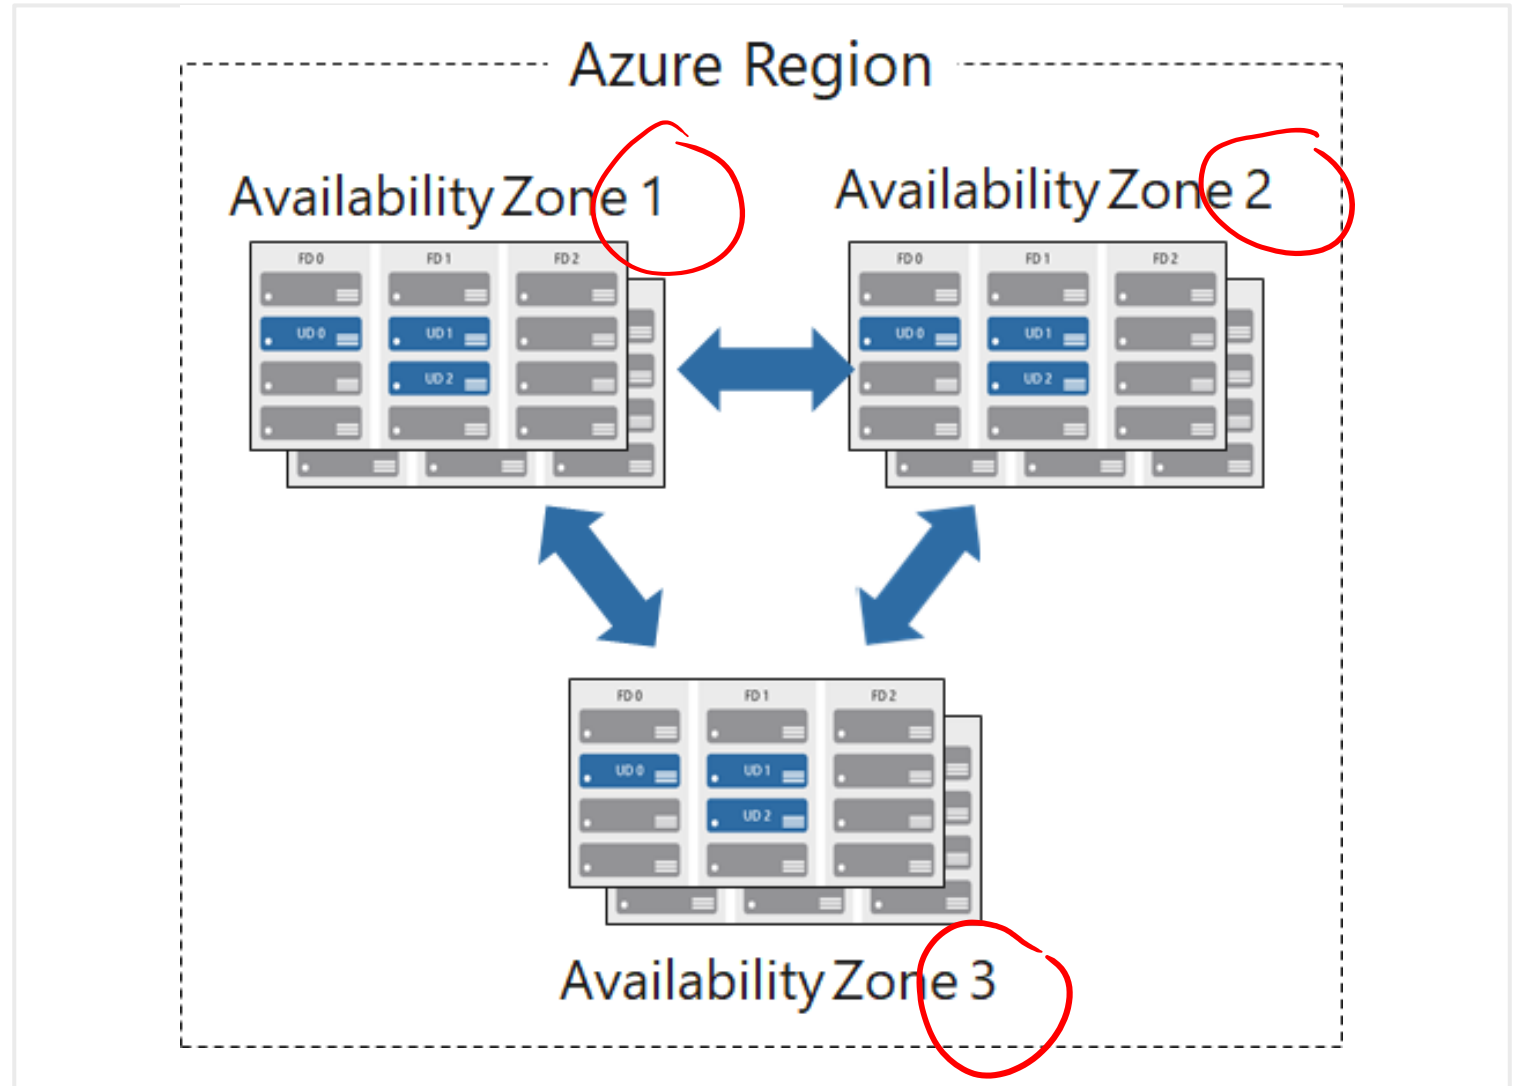 Azure Region
Availability Zone 1
Availability Zone 2
FD 0 FD 1 FD 2
UD 0 UD 1
UD 2
FD 0 FD 1 FD 2
UD 0 UD 1
UD 2
FD 0 FD 1 FD 2
UD 0 UD 1
UD 2
Availability Zone 3